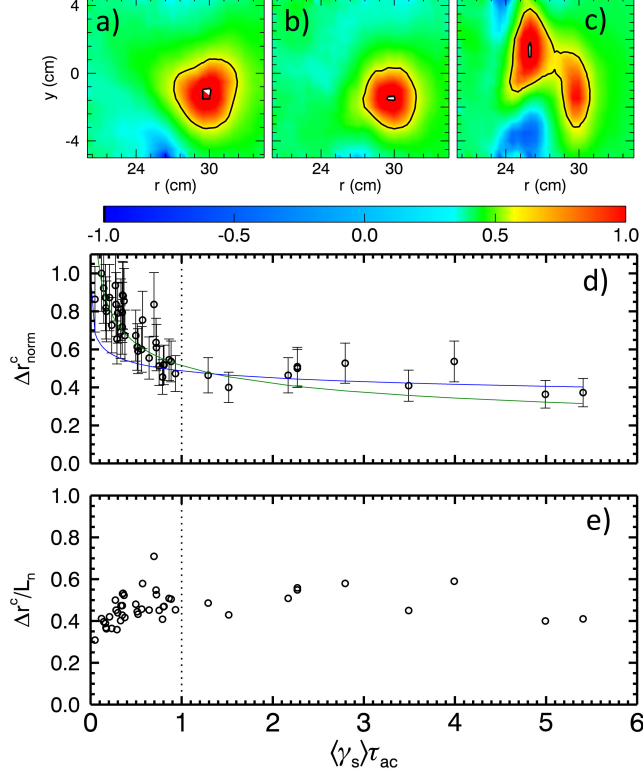 a) b) c)
4
0
-4
y (cm)
24 30 24 30 24 30
r (cm) r (cm) r (cm)
-1.0 -0.5 0.0 0.5 1.0
d)
1.0
0.8
0.6
0.4
0.2
0.0
Δr^c_norm
e)
1.0
0.8
0.6
0.4
0.2
0.0
Δr^c/L_n
0 1 2 3 4 5 6
⟨γ_s⟩τ_ac